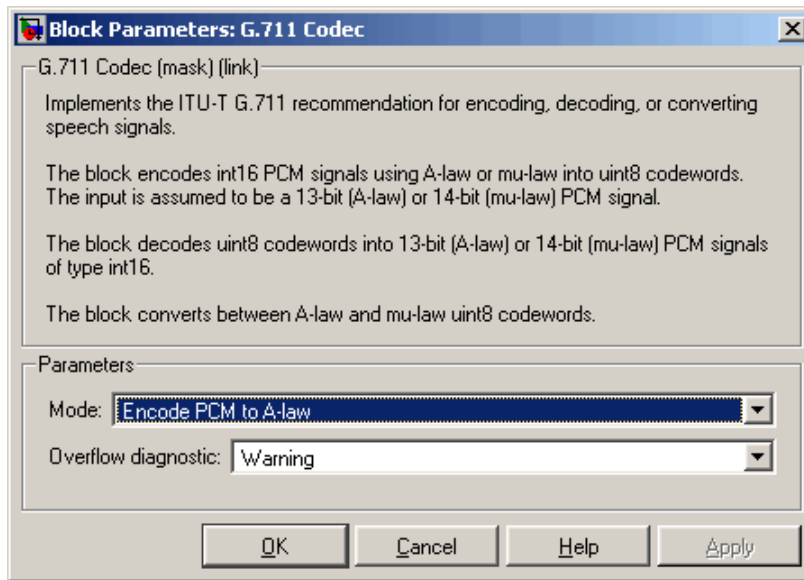 Block Parameters: G.711 Codec
G.711 Codec (mask) (link)
Implements the ITU-T G.711 recommendation for encoding, decoding, or converting
speech signals.
The block encodes int16 PCM signals using A-law or mu-law into uint8 codewords.
The input is assumed to be a 13-bit (A-law) or 14-bit (mu-law) PCM signal.
The block decodes uint8 codewords into 13-bit (A-law) or 14-bit (mu-law) PCM signals
of type int16.
The block converts between A-law and mu-law uint8 codewords.
Parameters
Mode: Encode PCM to A-law
Overflow diagnostic: Warning
OK Cancel Help Apply